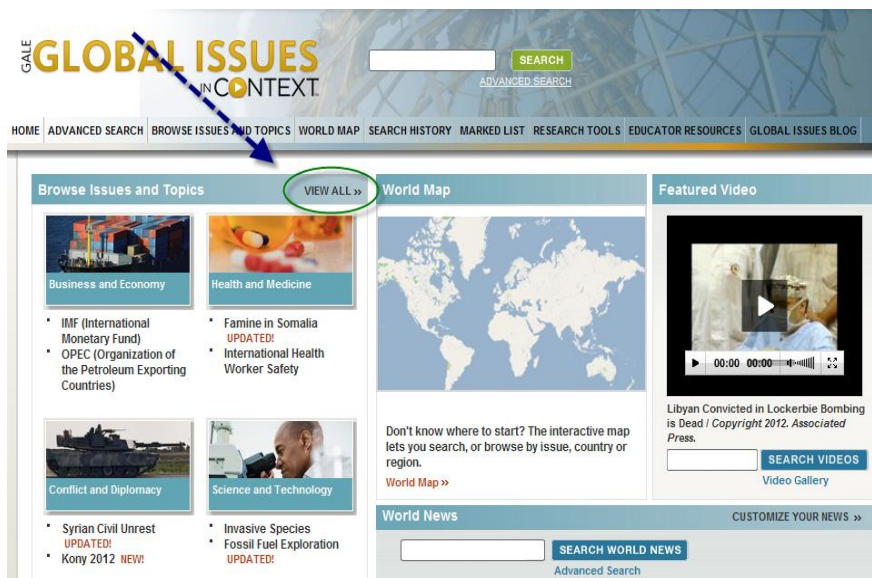 GALE
GLOBAL ISSUES
IN CONTEXT
SEARCH
ADVANCED SEARCH
HOME ADVANCED SEARCH BROWSE ISSUES AND TOPICS WORLD MAP SEARCH HISTORY MARKED LIST RESEARCH TOOLS EDUCATOR RESOURCES GLOBAL ISSUES BLOG
Browse Issues and Topics
VIEW ALL »
Business and Economy
IMF (International
Monetary Fund)
OPEC (Organization of
the Petroleum Exporting
Countries)
Health and Medicine
Famine in Somalia
UPDATED!
International Health
Worker Safety
Conflict and Diplomacy
Syrian Civil Unrest
UPDATED!
Kony 2012 NEW!
Science and Technology
Invasive Species
Fossil Fuel Exploration
UPDATED!
World Map
Don't know where to start? The interactive map
lets you search, or browse by issue, country or
region.
World Map »
Featured Video
00:00 00:00
Libyan Convicted in Lockerbie Bombing
is Dead / Copyright 2012. Associated
Press.
SEARCH VIDEOS
Video Gallery
World News
CUSTOMIZE YOUR NEWS »
SEARCH WORLD NEWS
Advanced Search